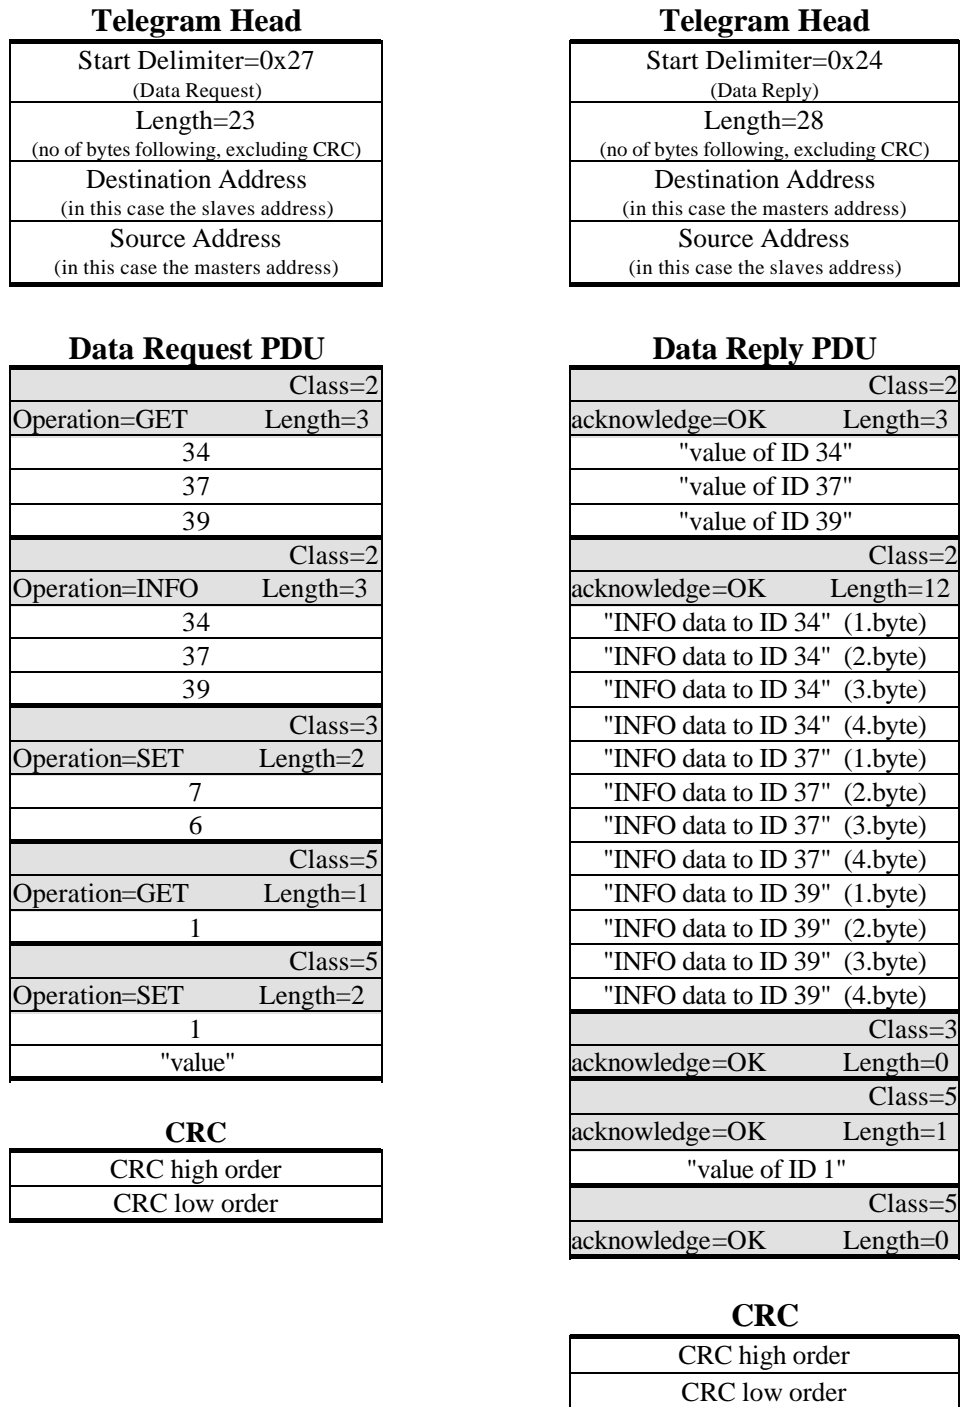 Telegram Head
Start Delimiter=0x27
(Data Request)
Length=23
(no of bytes following, excluding CRC)
Destination Address
(in this case the slaves address)
Source Address
(in this case the masters address)
Data Request PDU
Class=2
Operation=GET Length=3
34
37
39
Class=2
Operation=INFO Length=3
34
37
39
Class=3
Operation=SET Length=2
7
6
Class=5
Operation=GET Length=1
1
Class=5
Operation=SET Length=2
1
"value"
CRC
CRC high order
CRC low order
Telegram Head
Start Delimiter=0x24
(Data Reply)
Length=28
(no of bytes following, excluding CRC)
Destination Address
(in this case the masters address)
Source Address
(in this case the slaves address)
Data Reply PDU
Class=2
acknowledge=OK Length=3
"value of ID 34"
"value of ID 37"
"value of ID 39"
Class=2
acknowledge=OK Length=12
"INFO data to ID 34" (1.byte)
"INFO data to ID 34" (2.byte)
"INFO data to ID 34" (3.byte)
"INFO data to ID 34" (4.byte)
"INFO data to ID 37" (1.byte)
"INFO data to ID 37" (2.byte)
"INFO data to ID 37" (3.byte)
"INFO data to ID 37" (4.byte)
"INFO data to ID 39" (1.byte)
"INFO data to ID 39" (2.byte)
"INFO data to ID 39" (3.byte)
"INFO data to ID 39" (4.byte)
Class=3
acknowledge=OK Length=0
Class=5
acknowledge=OK Length=1
"value of ID 1"
Class=5
acknowledge=OK Length=0
CRC
CRC high order
CRC low order